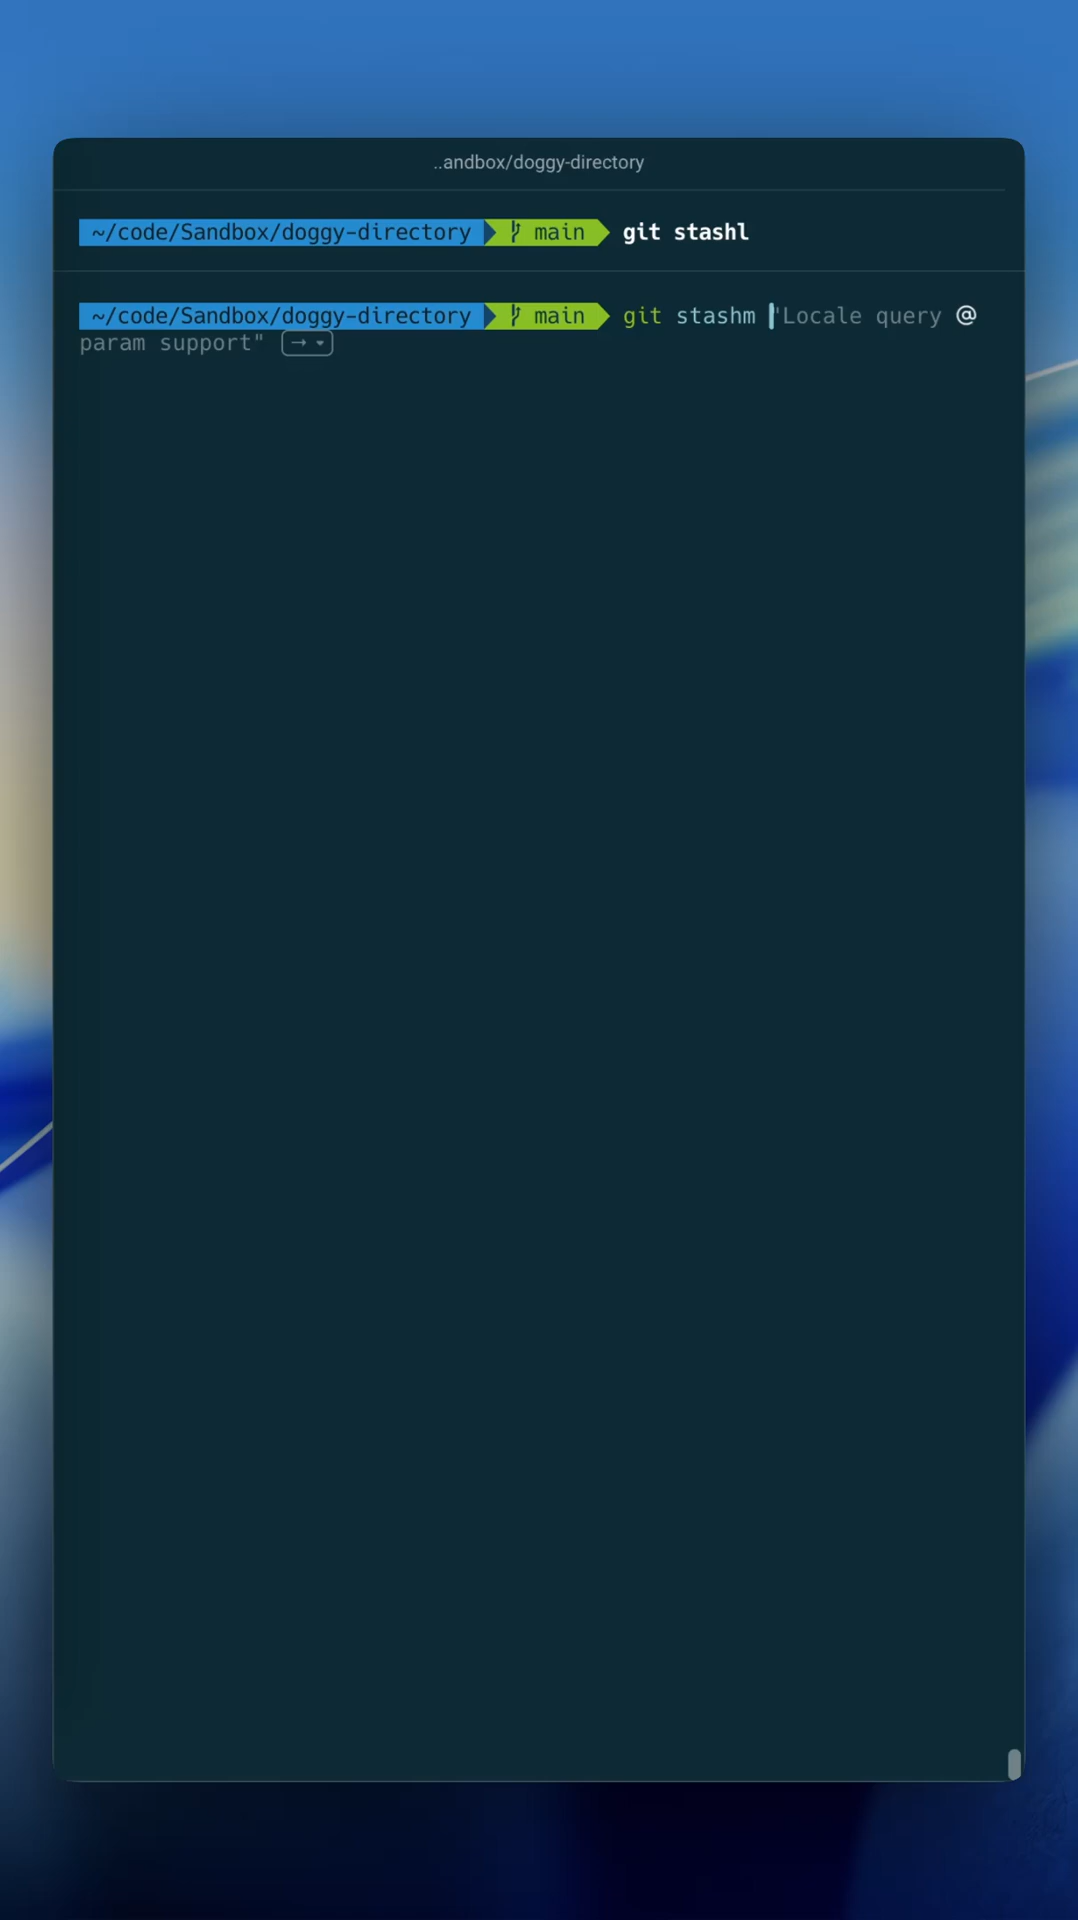 ..andbox/doggy-directory
~/code/Sandbox/doggy-directory main git stashl
~/code/Sandbox/doggy-directory main git stashm "Locale query @
param support" →